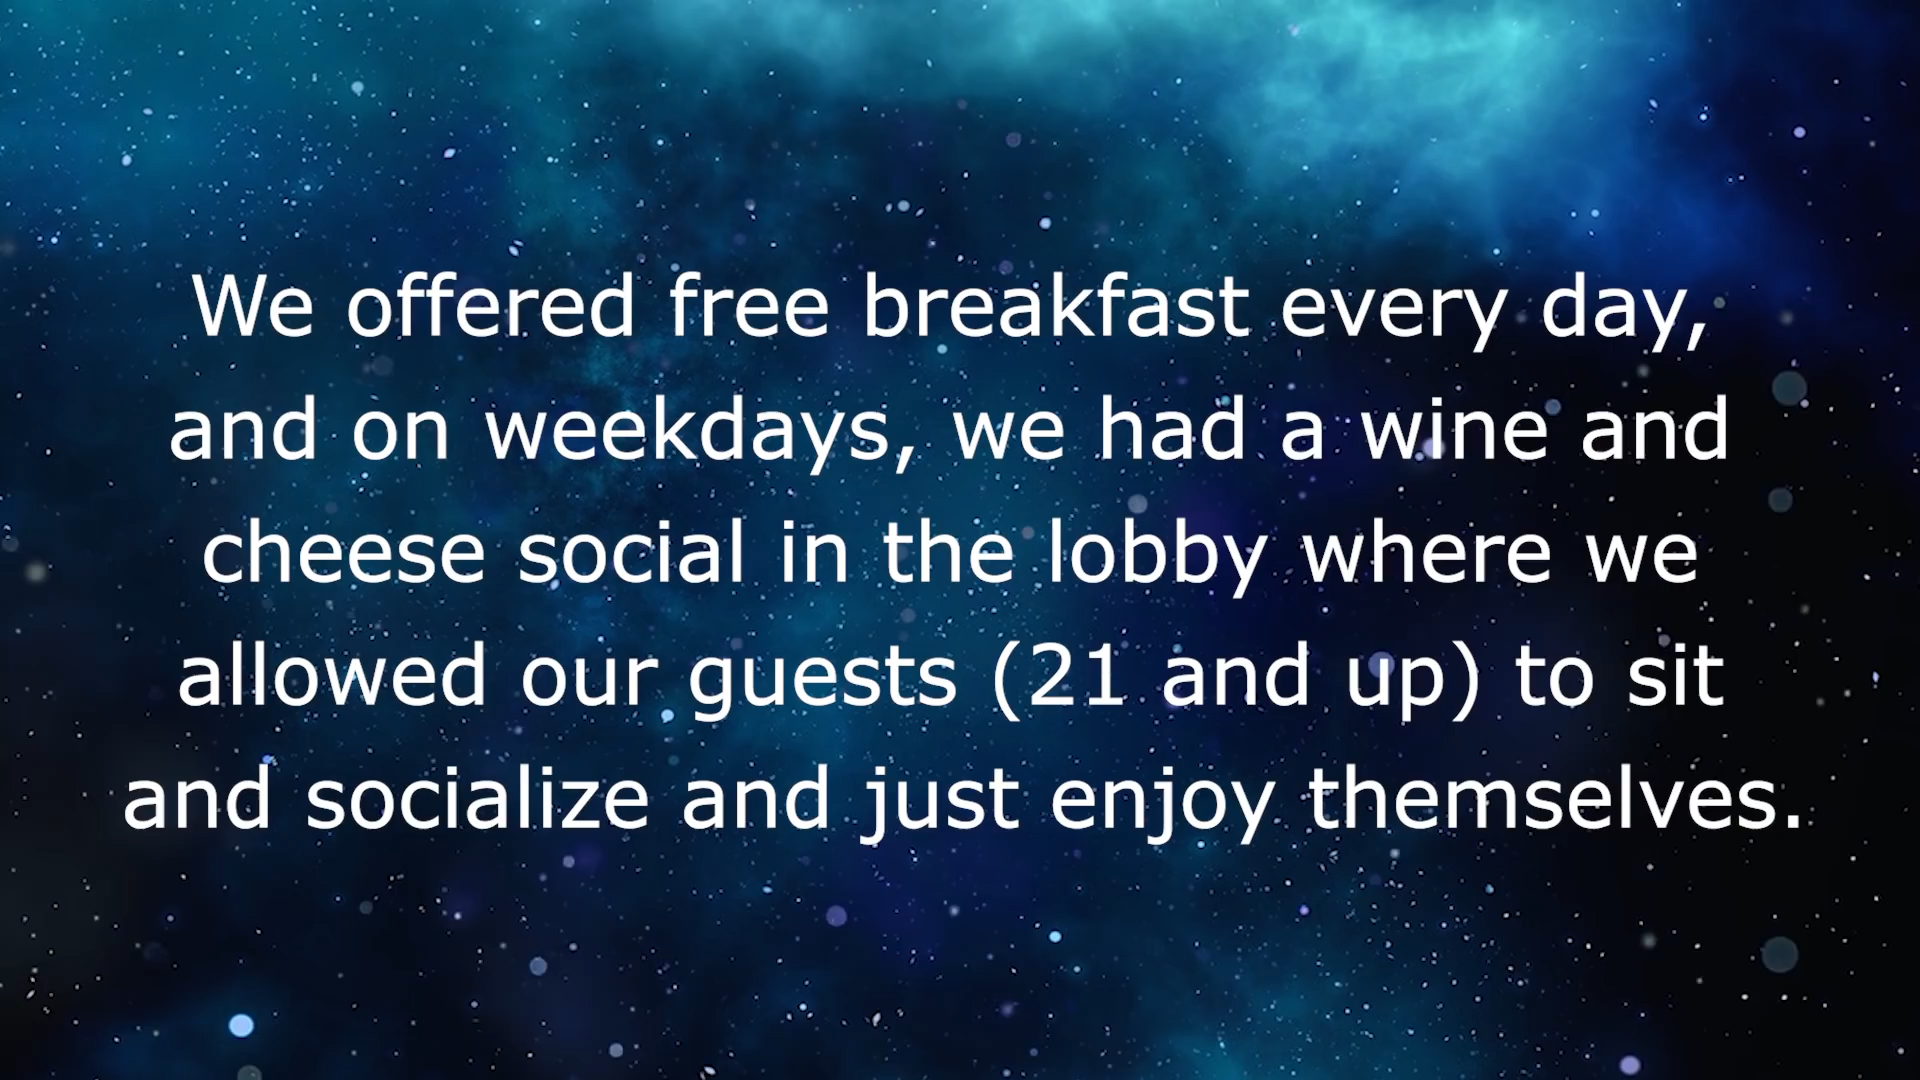 We offered free breakfast every day,
and on weekdays, we had a wine and
cheese social in the lobby where we
allowed our guests (21 and up) to sit
and socialize and just enjoy themselves.